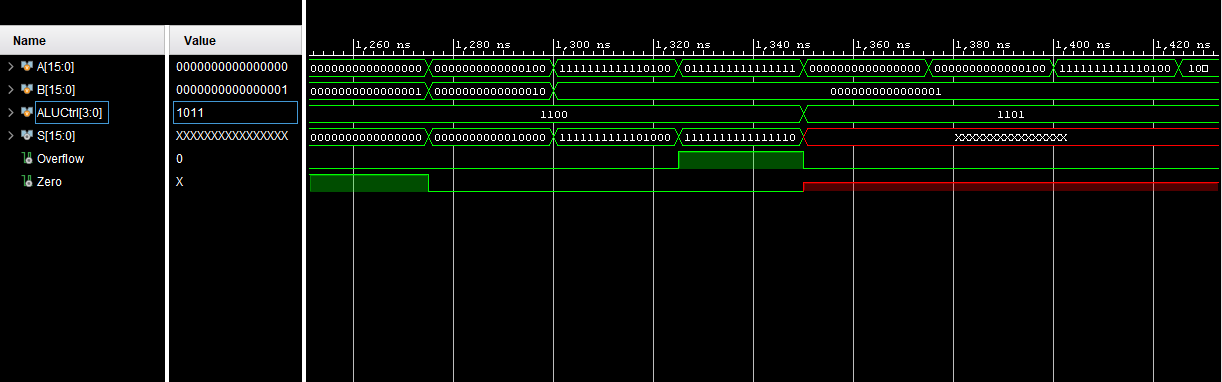 Name Value
1,260 ns 1,280 ns 1,300 ns 1,320 ns 1,340 ns 1,360 ns 1,380 ns 1,400 ns 1,420 ns
A[15:0] 0000000000000000 0000000000000000 0000000000000100 1111111111110100 0111111111111111 0000000000000000 0000000000000100 1111111111110100 10
B[15:0] 0000000000000001 0000000000000001 0000000000000010 0000000000000001
ALUCtrl[3:0] 1011 1100 1101
S[15:0] XXXXXXXXXXXXXXXX 0000000000000000 0000000000010000 1111111111101000 1111111111111110 XXXXXXXXXXXXXXXX
Overflow 0
Zero X